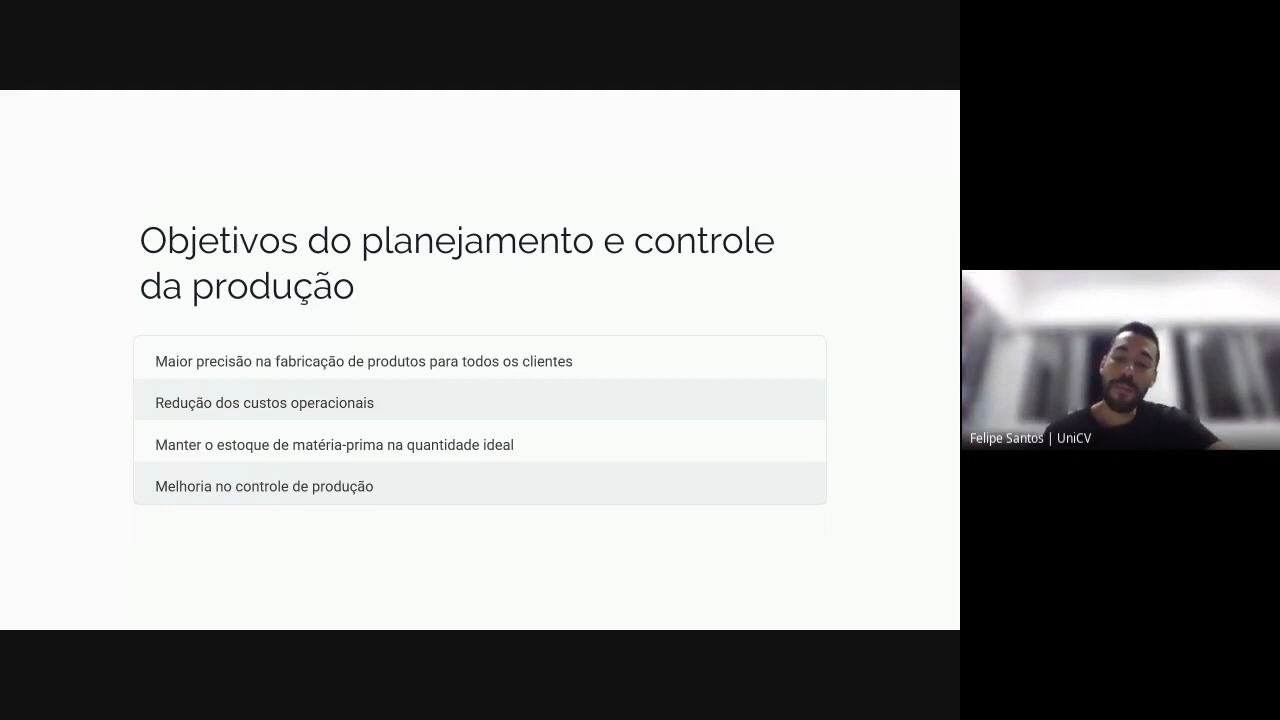 Objetivos do planejamento e controle
da produção
Maior precisão na fabricação de produtos para todos os clientes
Redução dos custos operacionais
Manter o estoque de matéria-prima na quantidade ideal
Melhoria no controle de produção
Felipe Santos | UniCV